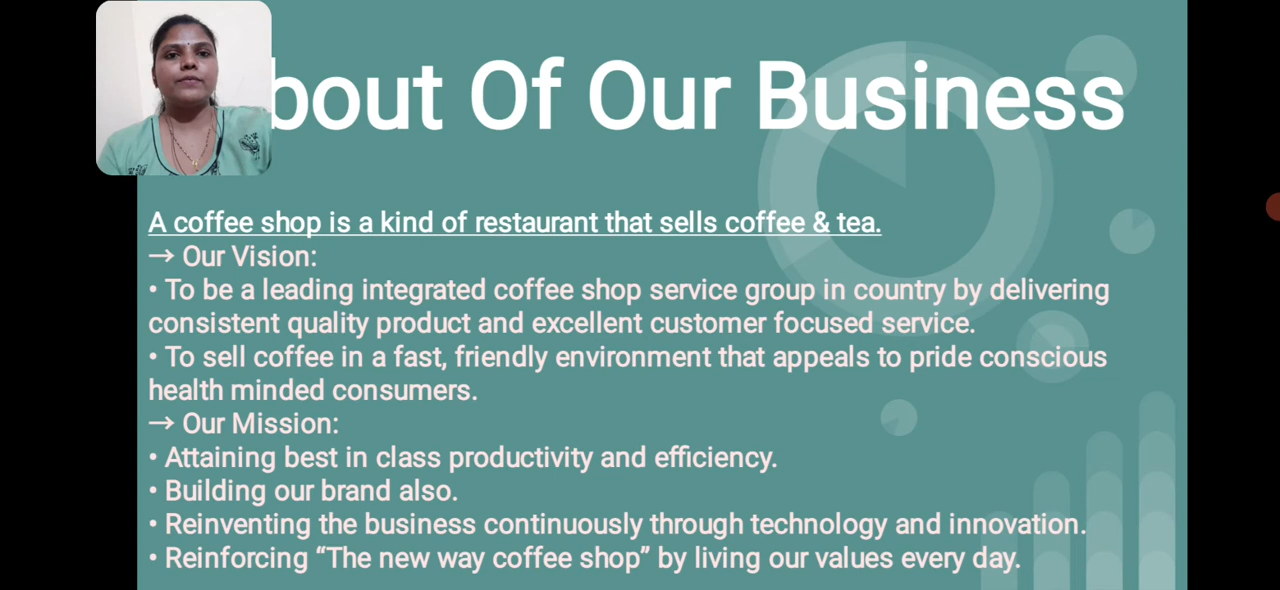 bout Of Our Business
A coffee shop is a kind of restaurant that sells coffee & tea.
→ Our Vision:
• To be a leading integrated coffee shop service group in country by delivering
consistent quality product and excellent customer focused service.
• To sell coffee in a fast, friendly environment that appeals to pride conscious
health minded consumers.
→ Our Mission:
• Attaining best in class productivity and efficiency.
• Building our brand also.
• Reinventing the business continuously through technology and innovation.
• Reinforcing “The new way coffee shop” by living our values every day.